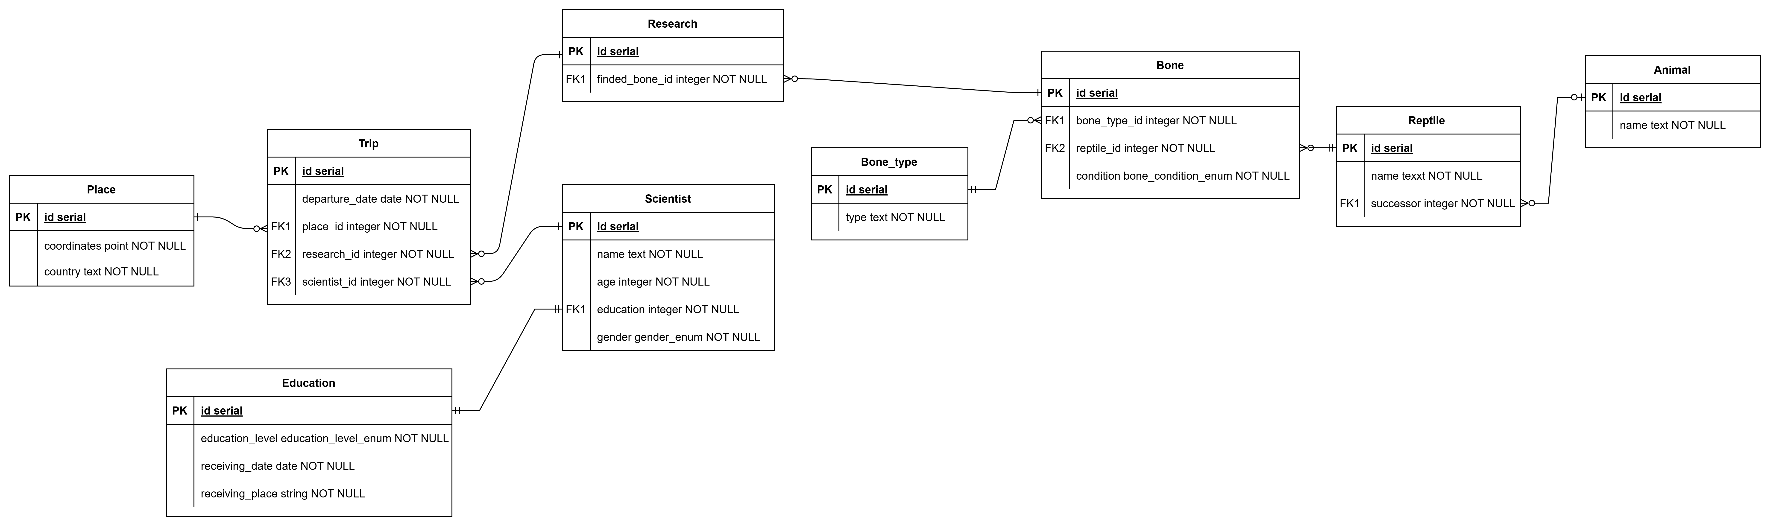 Research
PK id serial
FK1 finded_bone_id integer NOT NULL
Bone
PK id serial
FK1 bone_type_id integer NOT NULL
FK2 reptile_id integer NOT NULL
condition bone_condition_enum NOT NULL
Animal
PK id serial
name text NOT NULL
Reptile
PK id serial
name texxt NOT NULL
FK1 successor integer NOT NULL
Trip
PK id serial
departure_date date NOT NULL
FK1 place_id integer NOT NULL
FK2 research_id integer NOT NULL
FK3 scientist_id integer NOT NULL
Bone_type
PK id serial
type text NOT NULL
Place
PK id serial
coordinates point NOT NULL
country text NOT NULL
Scientist
PK id serial
name text NOT NULL
age integer NOT NULL
FK1 education integer NOT NULL
gender gender_enum NOT NULL
Education
PK id serial
education_level education_level_enum NOT NULL
receiving_date date NOT NULL
receiving_place string NOT NULL